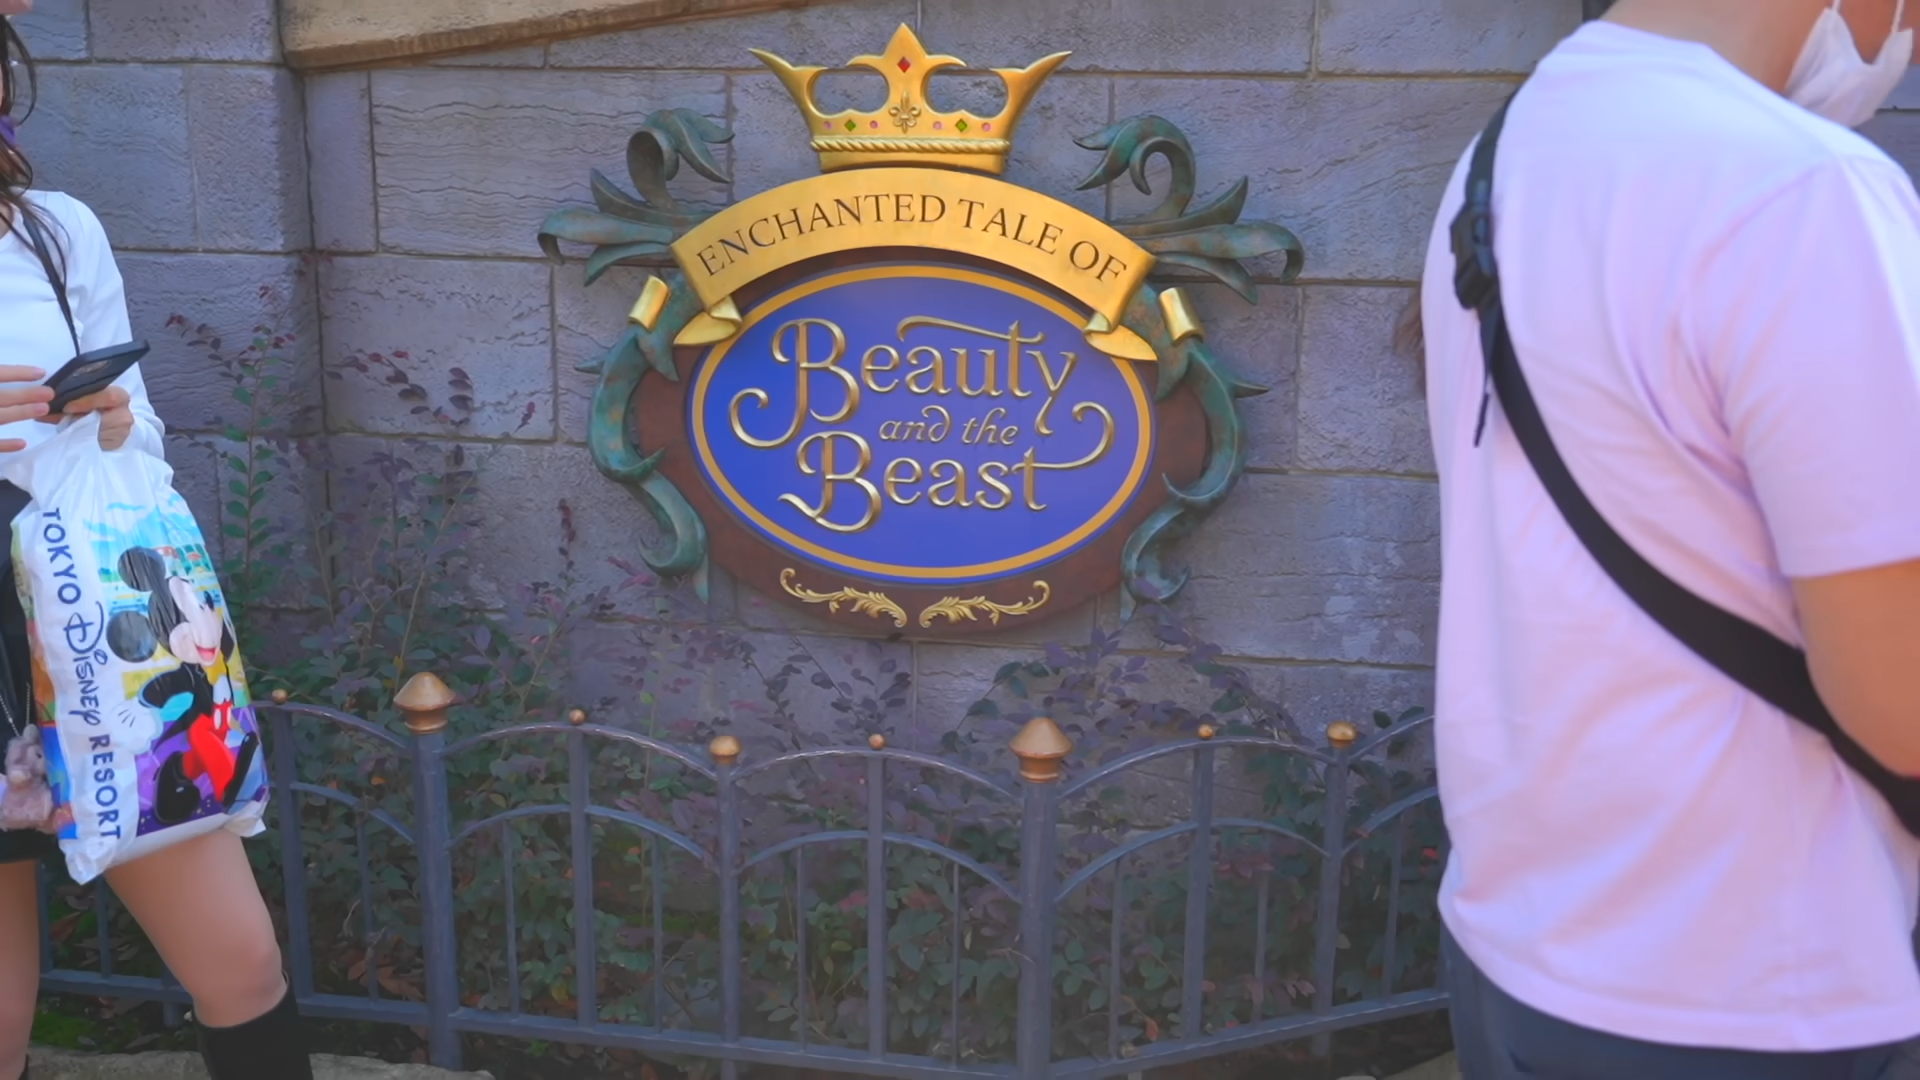 ENCHANTED TALE OF
Beauty
and the
Beast
TOKYO DISNEY RESORT